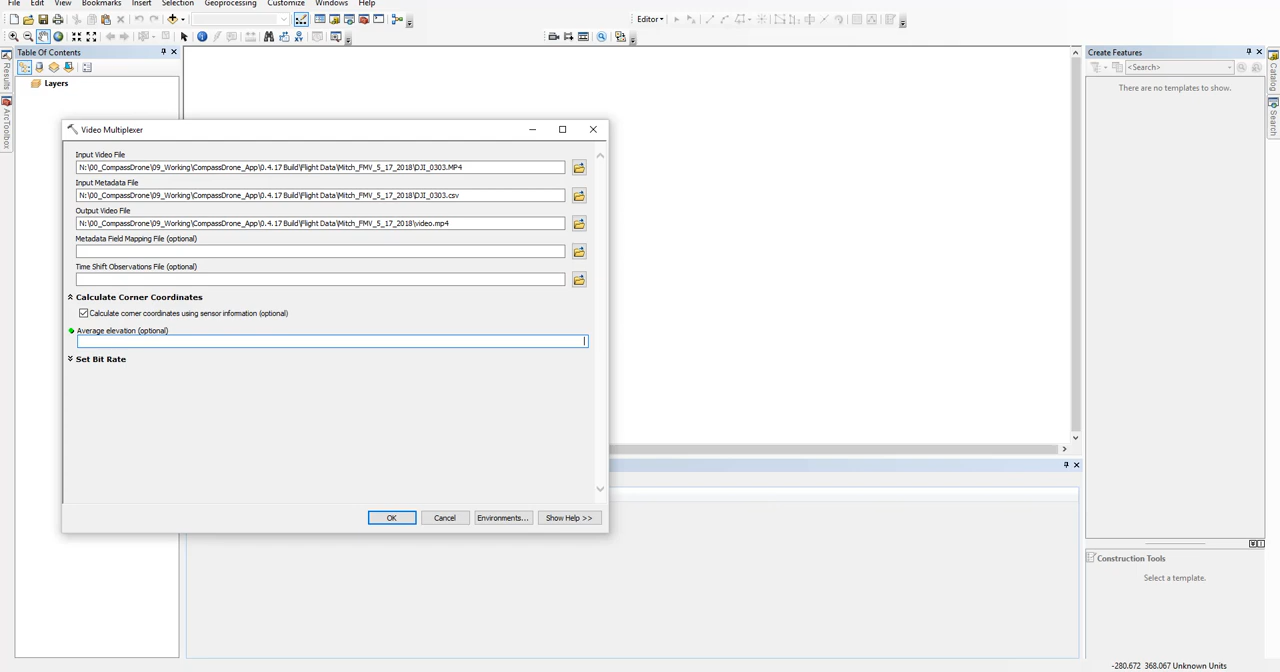 File Edit View Bookmarks Insert Selection Geoprocessing Customize Windows Help
Editor
Table Of Contents
Layers
Results
ArcToolbox
Video Multiplexer
Input Video File
N:\00_CompassDrone\09_Working\CompassDrone_App\0.4.17 Build\Flight Data\Mitch_FMV_5_17_2018\DJI_0303.MP4
Input Metadata File
N:\00_CompassDrone\09_Working\CompassDrone_App\0.4.17 Build\Flight Data\Mitch_FMV_5_17_2018\DJI_0303.csv
Output Video File
N:\00_CompassDrone\09_Working\CompassDrone_App\0.4.17 Build\Flight Data\Mitch_FMV_5_17_2018\video.mp4
Metadata Field Mapping File (optional)
Time Shift Observations File (optional)
Calculate Corner Coordinates
Calculate corner coordinates using sensor information (optional)
Average elevation (optional)
Set Bit Rate
OK Cancel Environments... Show Help >>
Create Features
<Search>
There are no templates to show.
Construction Tools
Select a template.
Catalog
Search
-280.672 368.067 Unknown Units